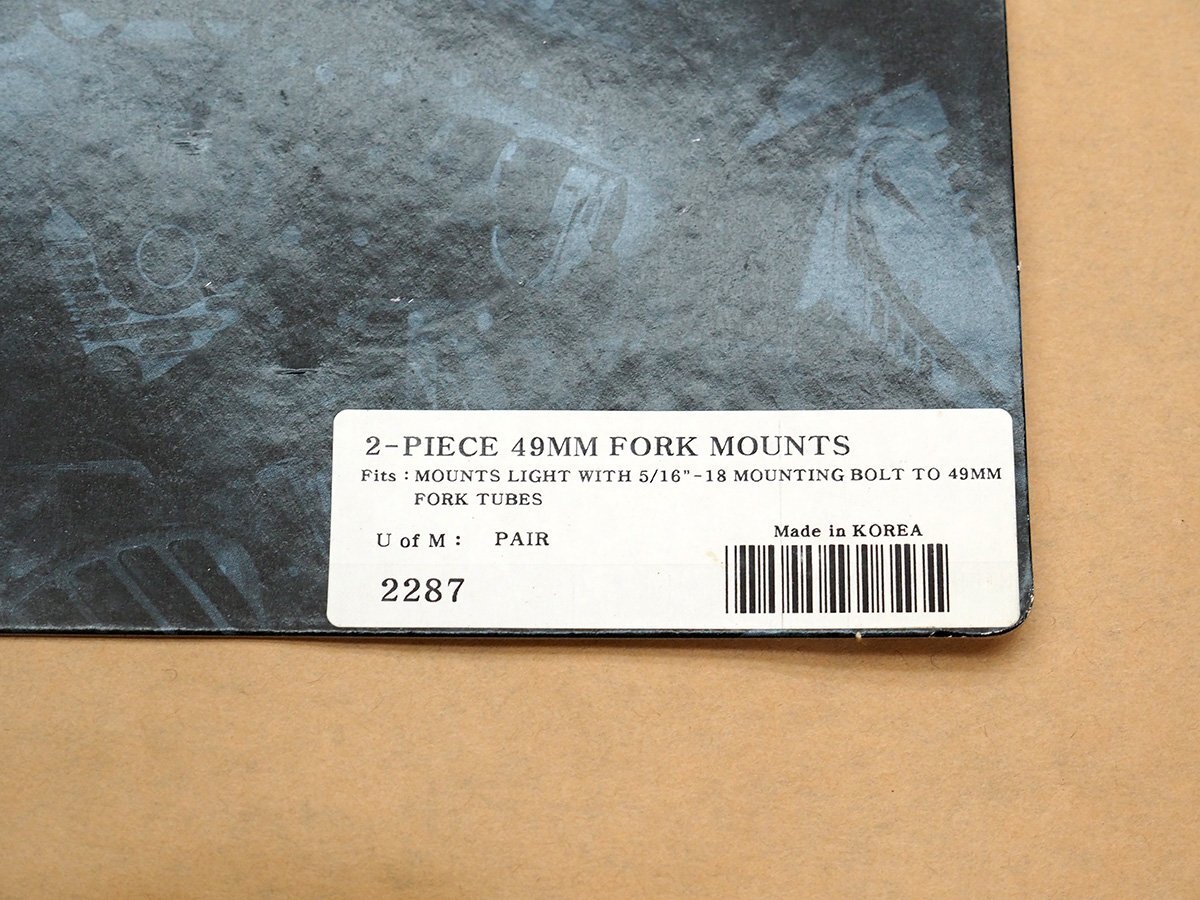 2-PIECE 49MM FORK MOUNTS
Fits : MOUNTS LIGHT WITH 5/16"-18 MOUNTING BOLT TO 49MM
FORK TUBES
U of M : PAIR
Made in KOREA
2287